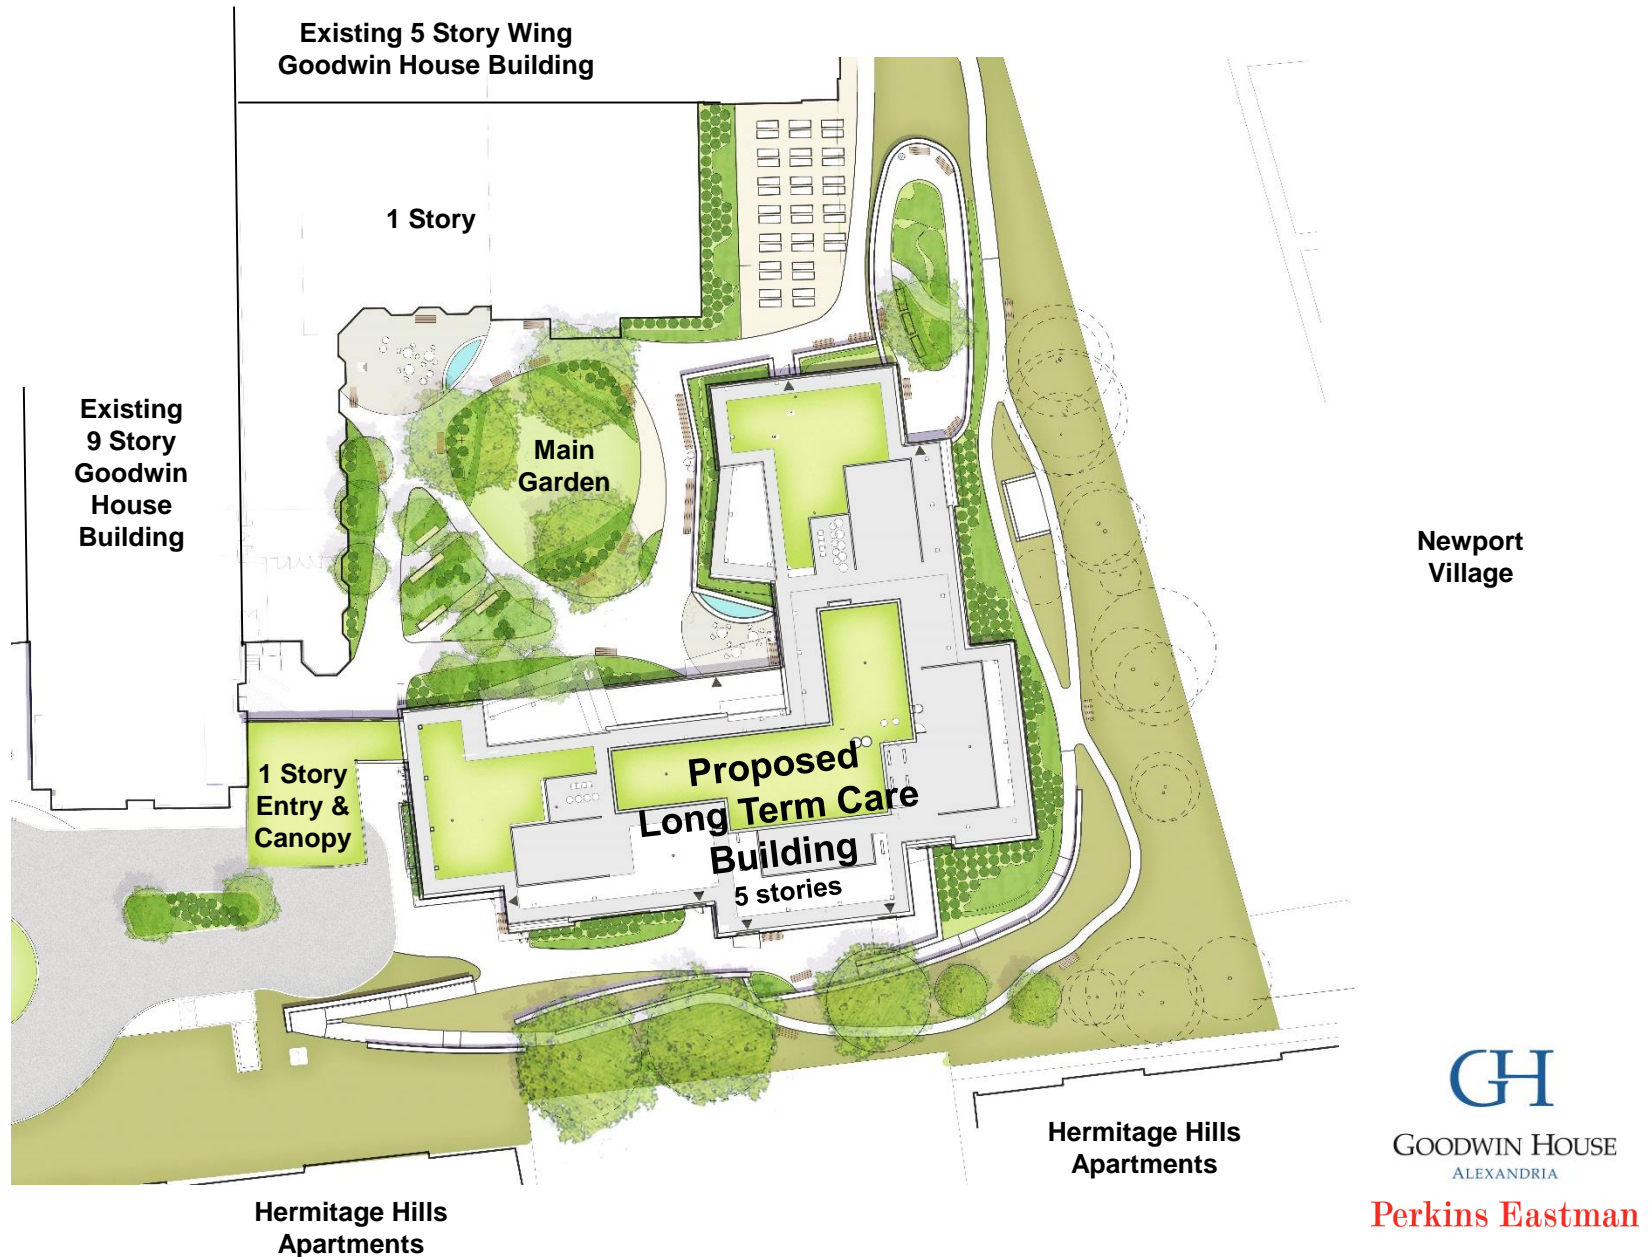 Existing 5 Story Wing
Goodwin House Building
1 Story
Existing
9 Story
Goodwin
House
Building
Main
Garden
Newport
Village
1 Story
Entry &
Canopy
Proposed
Long Term Care
Building
5 stories
Hermitage Hills
Apartments
Hermitage Hills
Apartments
GH
GOODWIN HOUSE
ALEXANDRIA
Perkins Eastman